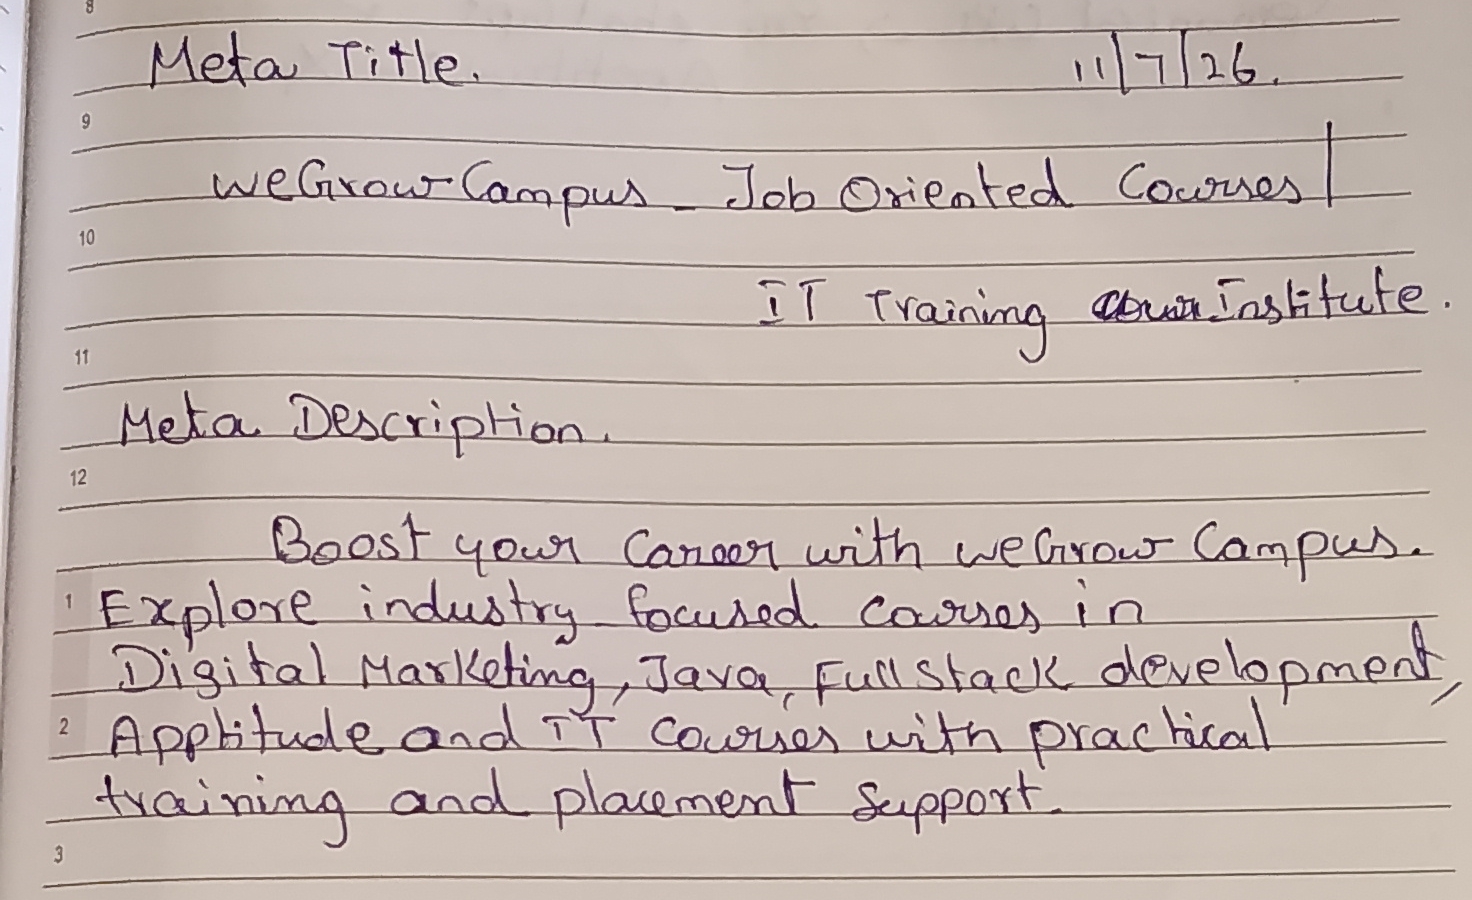 8
Meta Title. 11/7/26.
9
weGrowCampus - Job Oriented Courses |
10
IT Training Institute.
11
Meta Description.
12
Boost your Career with weGrow Campus.
1 Explore industry focused courses in
Digital Marketing, Java, Full Stack development,
2 Apptitude and IT Courses with practical
training and placement Support.
3